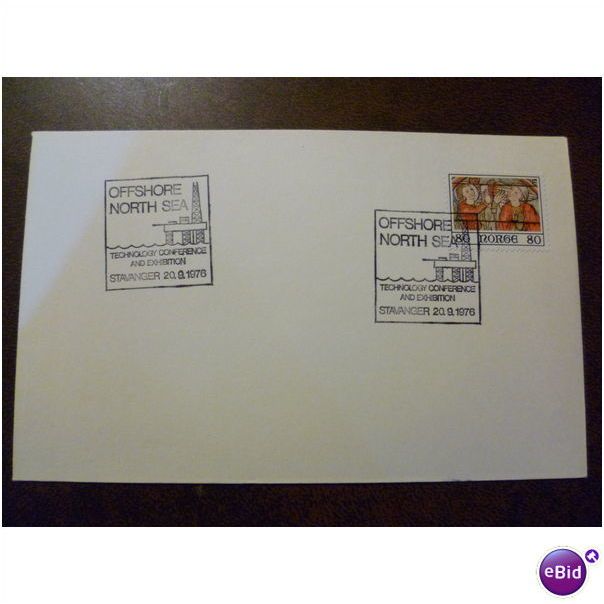 OFFSHORE
NORTH SEA
TECHNOLOGY CONFERENCE
AND EXHIBITION
STAVANGER 20.9.1976
OFFSHORE
NORTH SEA
TECHNOLOGY CONFERENCE
AND EXHIBITION
STAVANGER 20.9.1976
80 NORGE 80
eBid